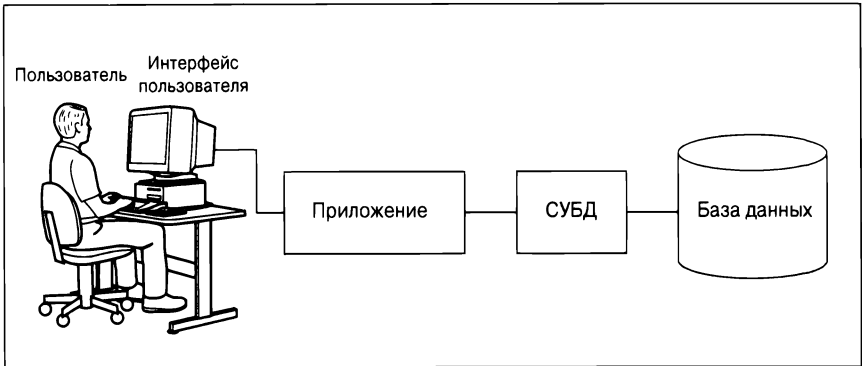 Пользователь
Интерфейс
пользователя
Приложение
СУБД
База данных